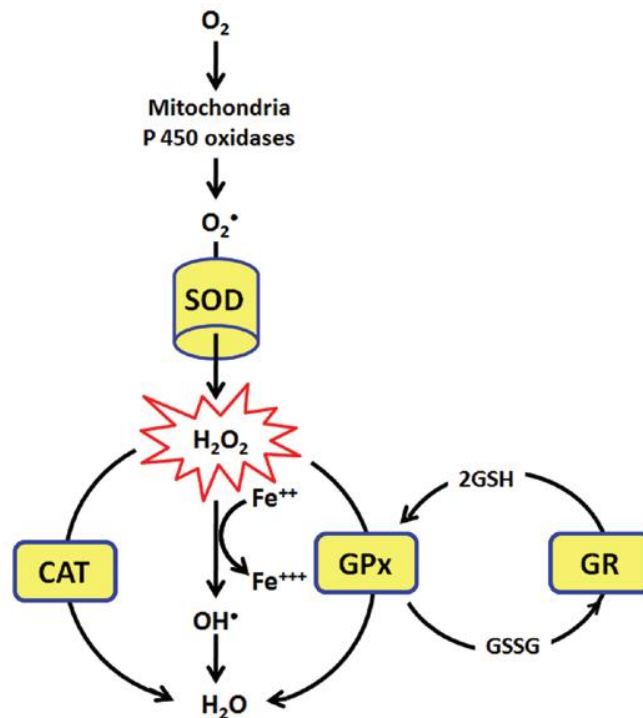 O₂
Mitochondria
P 450 oxidases
O₂•
SOD
H₂O₂
Fe⁺⁺
2GSH
CAT
Fe⁺⁺⁺
GPx
GR
OH•
GSSG
H₂O